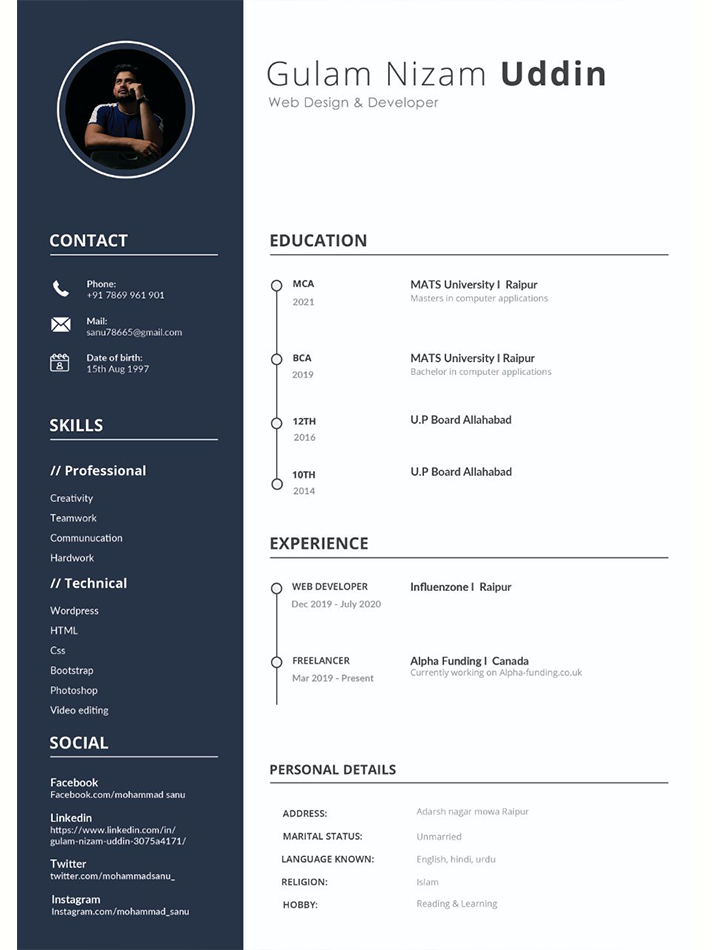 Gulam Nizam Uddin
Web Design & Developer
CONTACT
Phone:
+91 7869 961 901
Mail:
sanu78665@gmail.com
Date of birth:
15th Aug 1997
SKILLS
// Professional
Creativity
Teamwork
Communucation
Hardwork
// Technical
Wordpress
HTML
Css
Bootstrap
Photoshop
Video editing
SOCIAL
Facebook
Facebook.com/mohammad sanu
Linkedin
https://www.linkedin.com/in/
gulam-nizam-uddin-3075a4171/
Twitter
twitter.com/mohammadsanu_
Instagram
Instagram.com/mohammad_sanu
EDUCATION
MCA
2021
MATS University I Raipur
Masters in computer applications
BCA
2019
MATS University I Raipur
Bachelor in computer applications
12TH
2016
U.P Board Allahabad
10TH
2014
U.P Board Allahabad
EXPERIENCE
WEB DEVELOPER
Dec 2019 - July 2020
Influenzone I Raipur
FREELANCER
Mar 2019 - Present
Alpha Funding I Canada
Currently working on Alpha-funding.co.uk
PERSONAL DETAILS
ADDRESS: Adarsh nagar mowa Raipur
MARITAL STATUS: Unmarried
LANGUAGE KNOWN: English, hindi, urdu
RELIGION: Islam
HOBBY: Reading & Learning